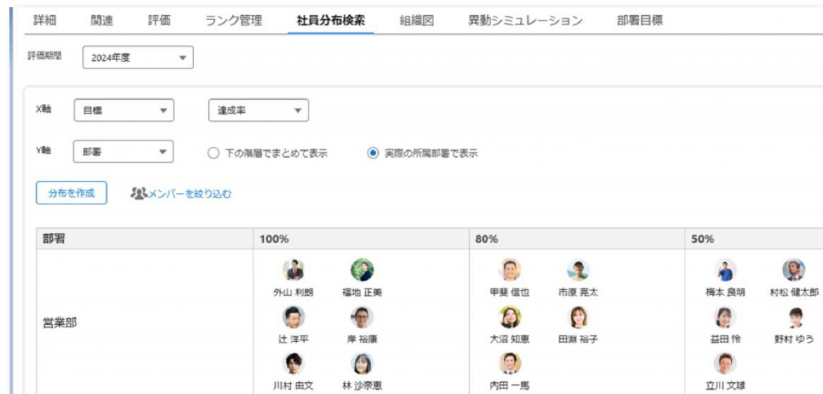 詳細 関連 評価 ランク管理 社員分布検索 組織図 異動シミュレーション 部署目標
評価期間 2024年度
X軸 目標 達成率
Y軸 部署 下の階層でまとめて表示 実際の所属部署で表示
分布を作成 メンバーを絞り込む
部署 100% 80% 50%
外山 利朗 福地 正美 甲斐 信也 市原 亮太 梅本 良明 村松 健太郎
営業部
辻 洋平 岸 裕康 大沼 知恵 田淵 裕子 益田 怜 野村 ゆう
川村 由文 林 沙奈恵 内田 一馬 立川 文雄